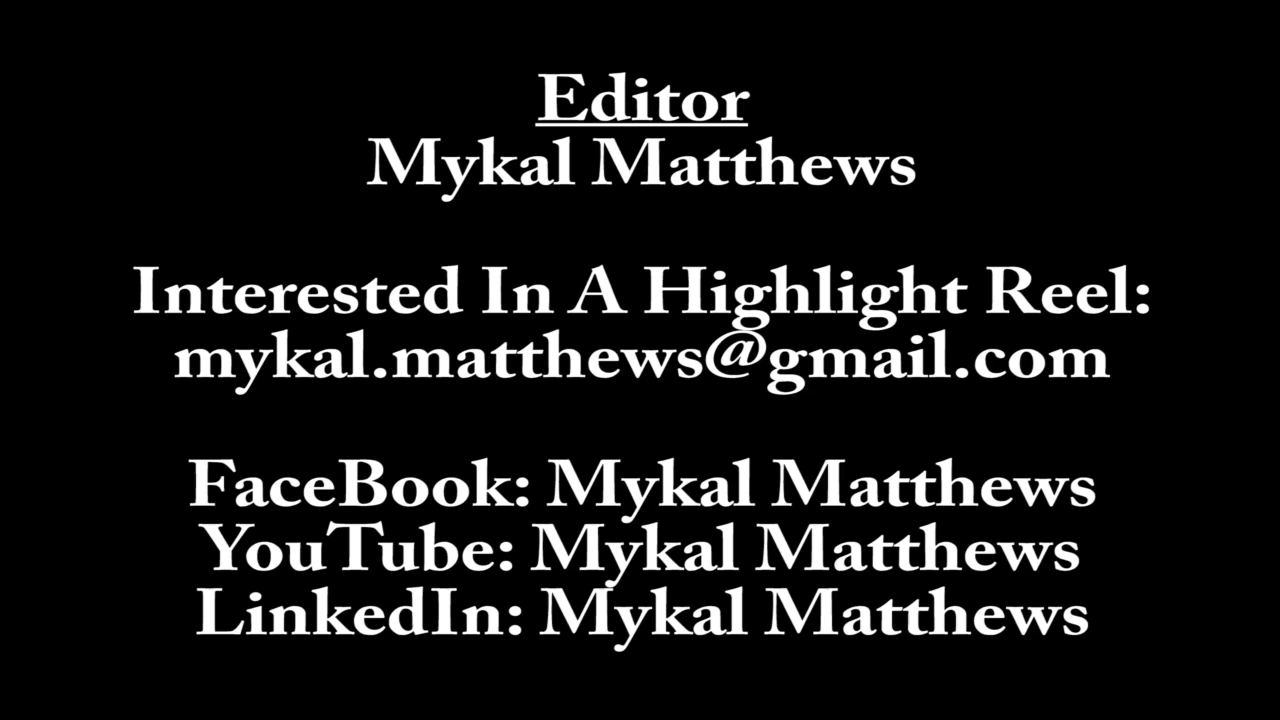 Editor
Mykal Matthews
Interested In A Highlight Reel:
mykal.matthews@gmail.com
FaceBook: Mykal Matthews
YouTube: Mykal Matthews
LinkedIn: Mykal Matthews